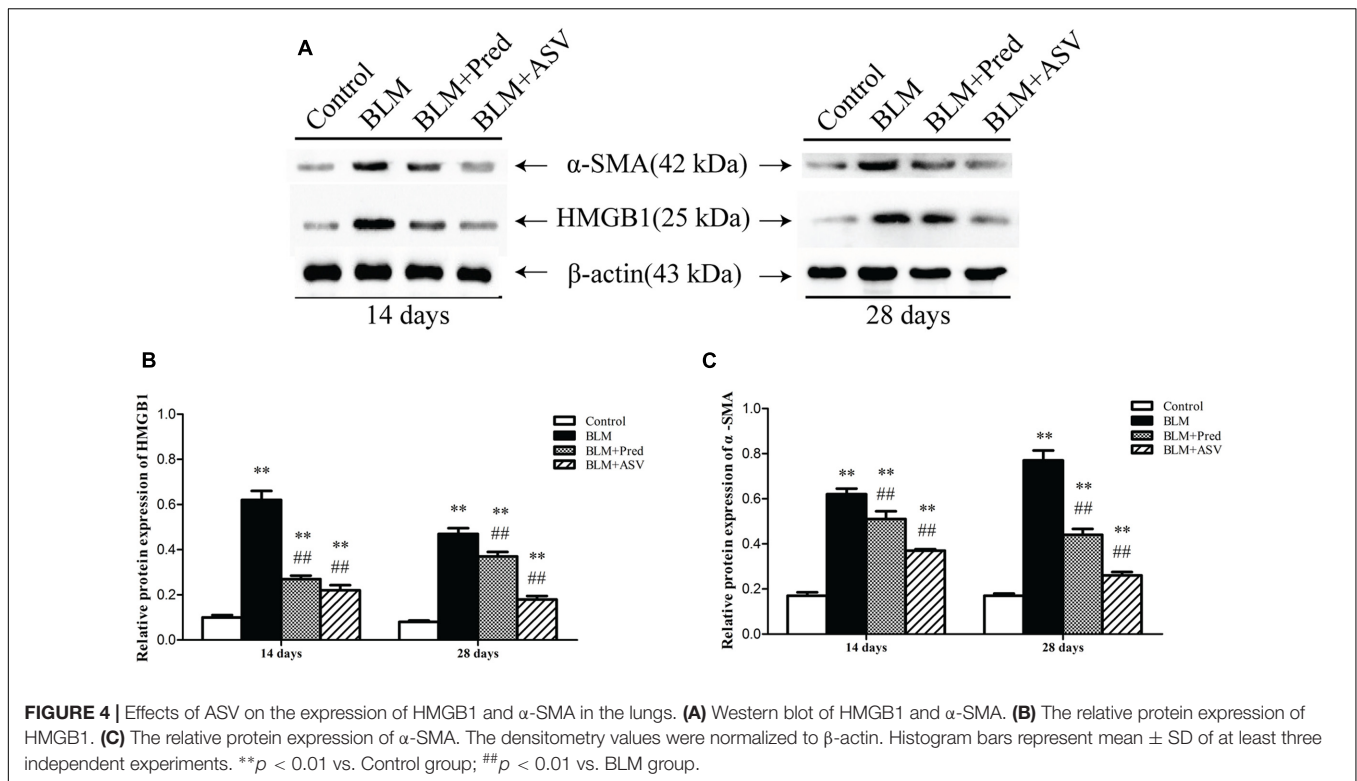 A
Control BLM BLM+Pred BLM+ASV
Control BLM BLM+Pred BLM+ASV
← α-SMA(42 kDa) →
← HMGB1(25 kDa) →
← β-actin(43 kDa) →
14 days
28 days
B
Relative protein expression of HMGB1
1.0
0.8
0.6
0.4
0.2
0.0
** ** ## ** ##
** ** ## ** ##
14 days
28 days
Control
BLM
BLM+Pred
BLM+ASV
C
Relative protein expression of α -SMA
1.0
0.8
0.6
0.4
0.2
0.0
** ** ## ** ##
** ** ## ** ##
14 days
28 days
Control
BLM
BLM+Pred
BLM+ASV
FIGURE 4 | Effects of ASV on the expression of HMGB1 and α-SMA in the lungs. (A) Western blot of HMGB1 and α-SMA. (B) The relative protein expression of
HMGB1. (C) The relative protein expression of α-SMA. The densitometry values were normalized to β-actin. Histogram bars represent mean ± SD of at least three
independent experiments. **p < 0.01 vs. Control group; ##p < 0.01 vs. BLM group.